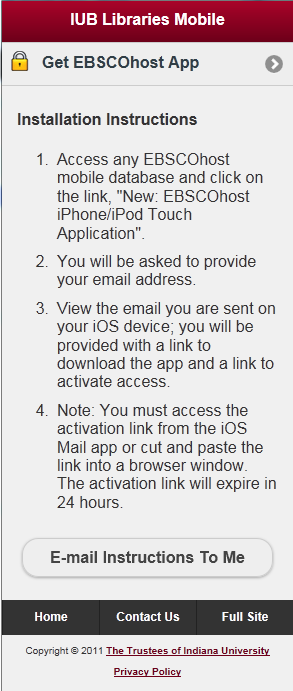 IUB Libraries Mobile
Get EBSCOhost App
Installation Instructions
1. Access any EBSCOhost
mobile database and click on
the link, "New: EBSCOhost
iPhone/iPod Touch
Application".
2. You will be asked to provide
your email address.
3. View the email you are sent on
your iOS device; you will be
provided with a link to
download the app and a link to
activate access.
4. Note: You must access the
activation link from the iOS
Mail app or cut and paste the
link into a browser window.
The activation link will expire in
24 hours.
E-mail Instructions To Me
Home Contact Us Full Site
Copyright © 2011 The Trustees of Indiana University
Privacy Policy